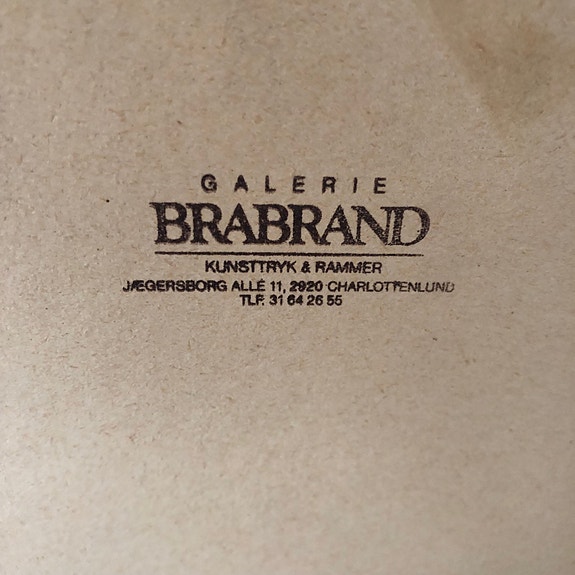 GALERIE
BRABRAND
KUNSTTRYK & RAMMER
JÆGERSBORG ALLÉ 11, 2920 CHARLOTTENLUND
TLF. 31 64 26 55